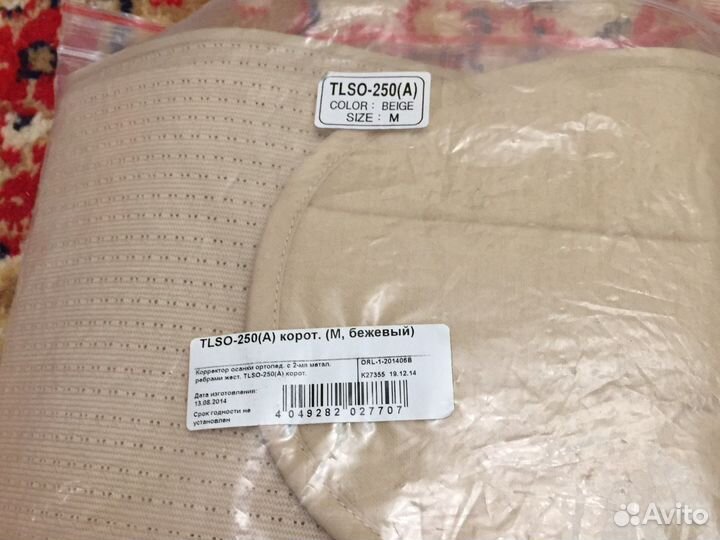 TLSO-250(A)
COLOR : BEIGE
SIZE : M
TLSO-250(A) корот. (М, бежевый)
Корректор осанки ортопед. с 2-мя метал.
ребрами жест. TLSO-250(A) корот.
ORL-1-201406B
K27355 19.12.14
Дата изготовления:
13.08.2014
Срок годности не
установлен
4 049282 027707
Avito